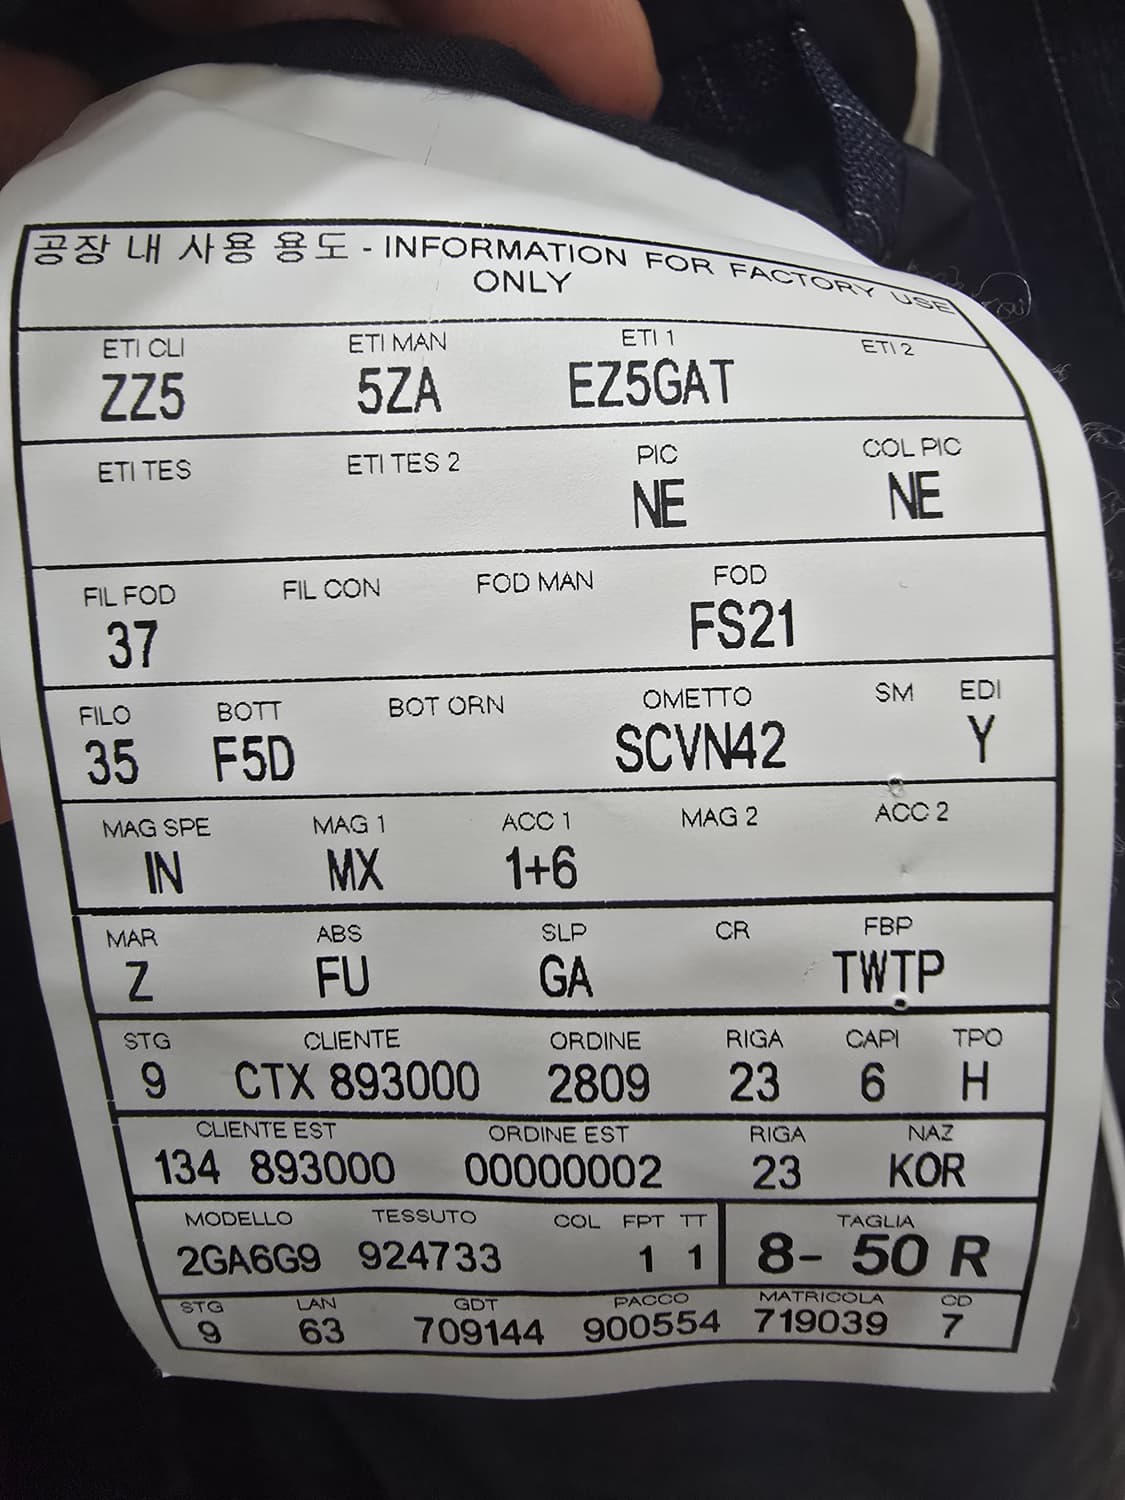 공장 내 사용 용도 - INFORMATION FOR FACTORY USE
ONLY
ETI CLI ETI MAN ETI 1 ETI 2
ZZ5 5ZA EZ5GAT
ETI TES ETI TES 2 PIC COL PIC
NE NE
FIL FOD FIL CON FOD MAN FOD
37 FS21
FILO BOTT BOT ORN OMETTO SM EDI
35 F5D SCVN42 Y
MAG SPE MAG 1 ACC 1 MAG 2 ACC 2
IN MX 1+6
MAR ABS SLP CR FBP
Z FU GA TWTP
STG CLIENTE ORDINE RIGA CAPI TPO
9 CTX 893000 2809 23 6 H
CLIENTE EST ORDINE EST RIGA NAZ
134 893000 00000002 23 KOR
MODELLO TESSUTO COL FPT TT TAGLIA
2GA6G9 924733 1 1 8- 50 R
STG LAN GDT PACCO MATRICOLA CD
9 63 709144 900554 719039 7